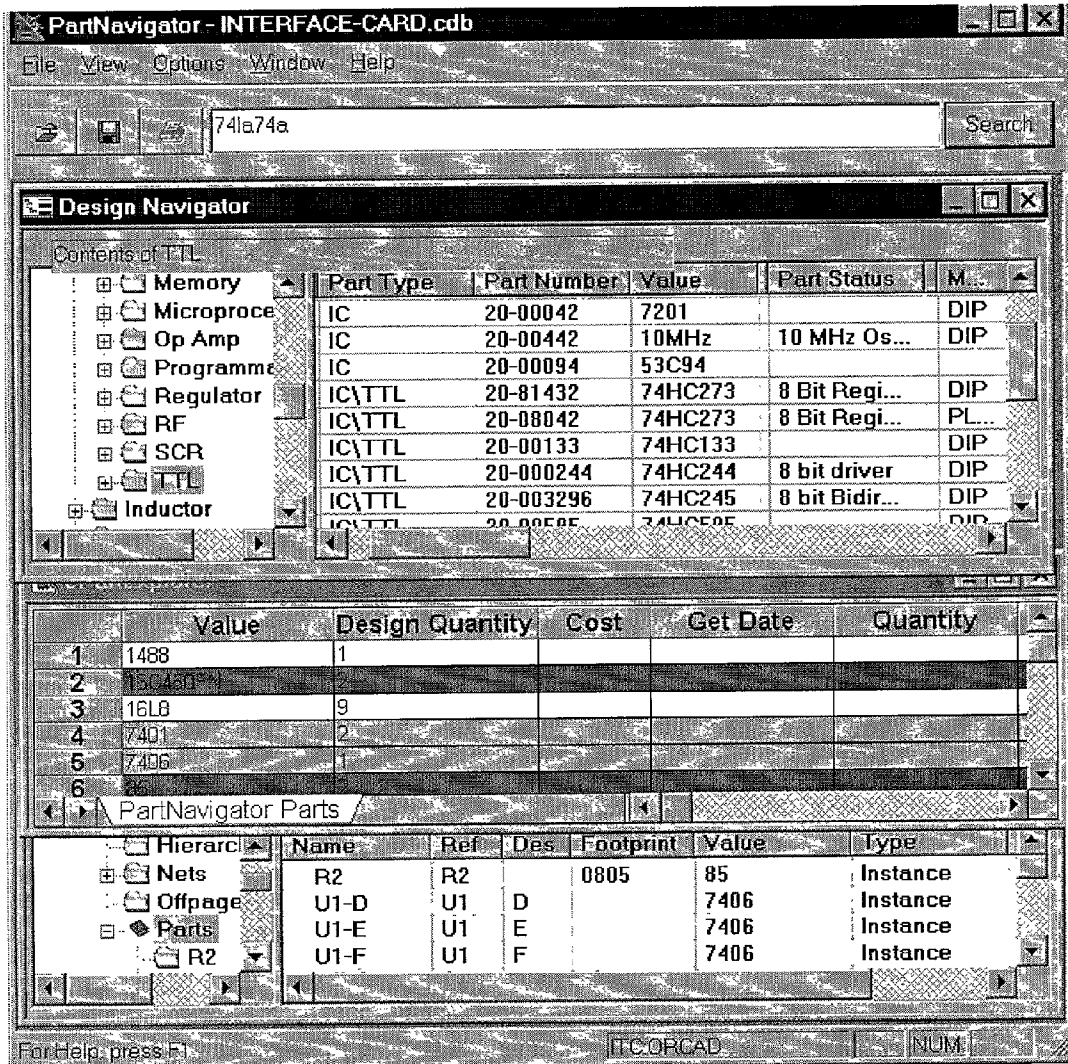 PartNavigator - INTERFACE-CARD.cdb
File View Options Window Help
74la74a Search
Design Navigator
Contents of TTL
Memory
Microproce
Op Amp
Programme
Regulator
RF
SCR
TTL
Inductor
Part Type Part Number Value Part Status M...
IC 20-00042 7201 DIP
IC 20-00442 10MHz 10 MHz Os... DIP
IC 20-00094 53C94
IC\TTL 20-81432 74HC273 8 Bit Regi... DIP
IC\TTL 20-08042 74HC273 8 Bit Regi... PL...
IC\TTL 20-00133 74HC133 DIP
IC\TTL 20-000244 74HC244 8 bit driver DIP
IC\TTL 20-003296 74HC245 8 bit Bidir... DIP
Value Design Quantity Cost Get Date Quantity
1 1488 1
2
3 16L8 9
4 7401 2
5 7406 1
6
PartNavigator Parts
Hierarcl
Nets
Offpage
Parts
R2
Name Ref Des Footprint Value Type
R2 R2 0805 85 Instance
U1-D U1 D 7406 Instance
U1-E U1 E 7406 Instance
U1-F U1 F 7406 Instance
For Help, press F1 ITC:ORCAD NUM